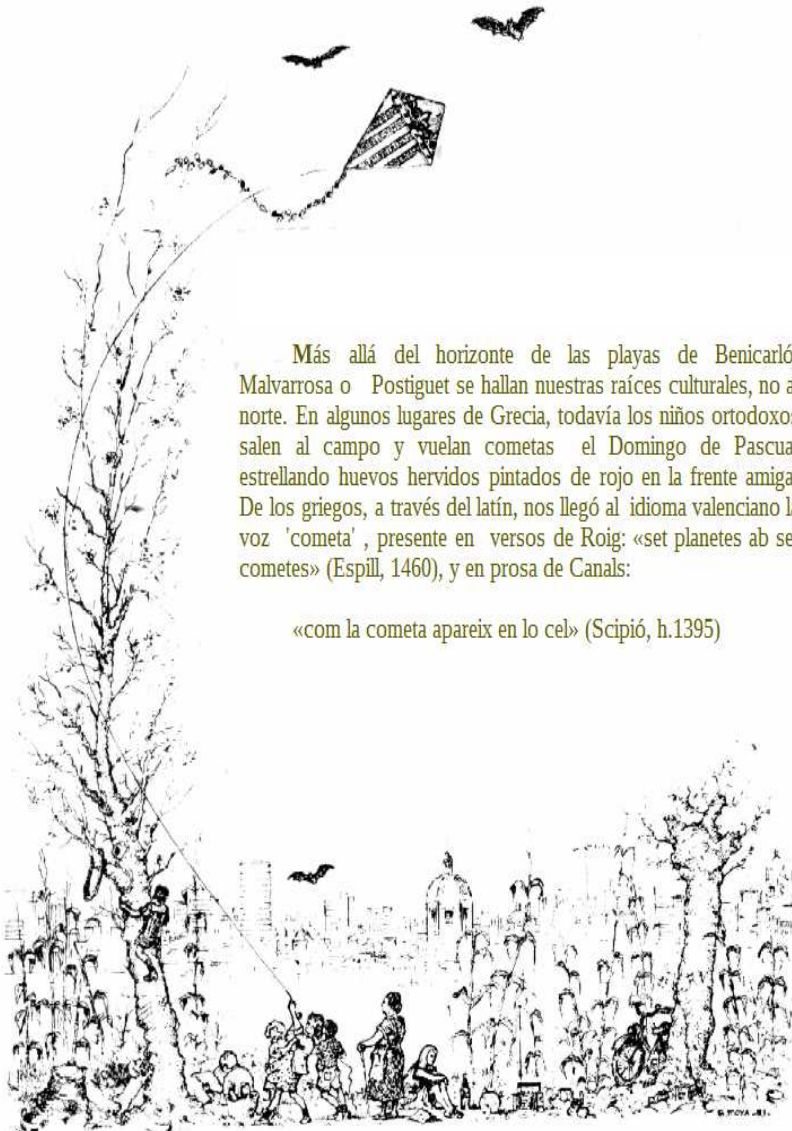 Más allá del horizonte de las playas de Benicarló
Malvarrosa o Postiguet se hallan nuestras raíces culturales, no a
norte. En algunos lugares de Grecia, todavía los niños ortodoxo
salen al campo y vuelan cometas el Domingo de Pascua
estrellando huevos hervidos pintados de rojo en la frente amiga
De los griegos, a través del latín, nos llegó al idioma valenciano l
voz 'cometa' , presente en versos de Roig: «set planetes ab se
cometes» (Espill, 1460), y en prosa de Canals:
«com la cometa apareix en lo cel» (Scipió, h.1395)